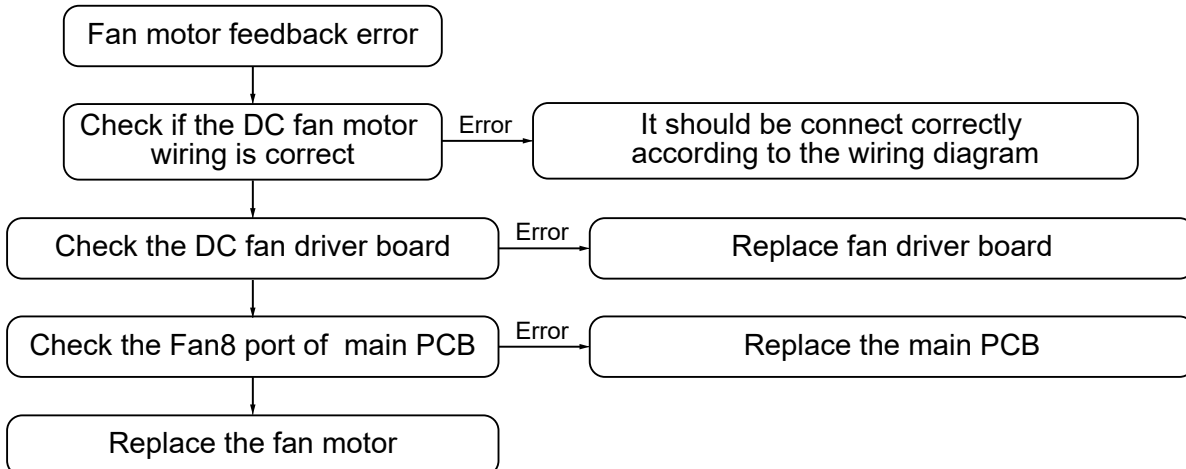 Fan motor feedback error
Check if the DC fan motor
wiring is correct
Error
It should be connect correctly
according to the wiring diagram
Check the DC fan driver board
Error
Replace fan driver board
Check the Fan8 port of  main PCB
Error
Replace the main PCB
Replace the fan motor